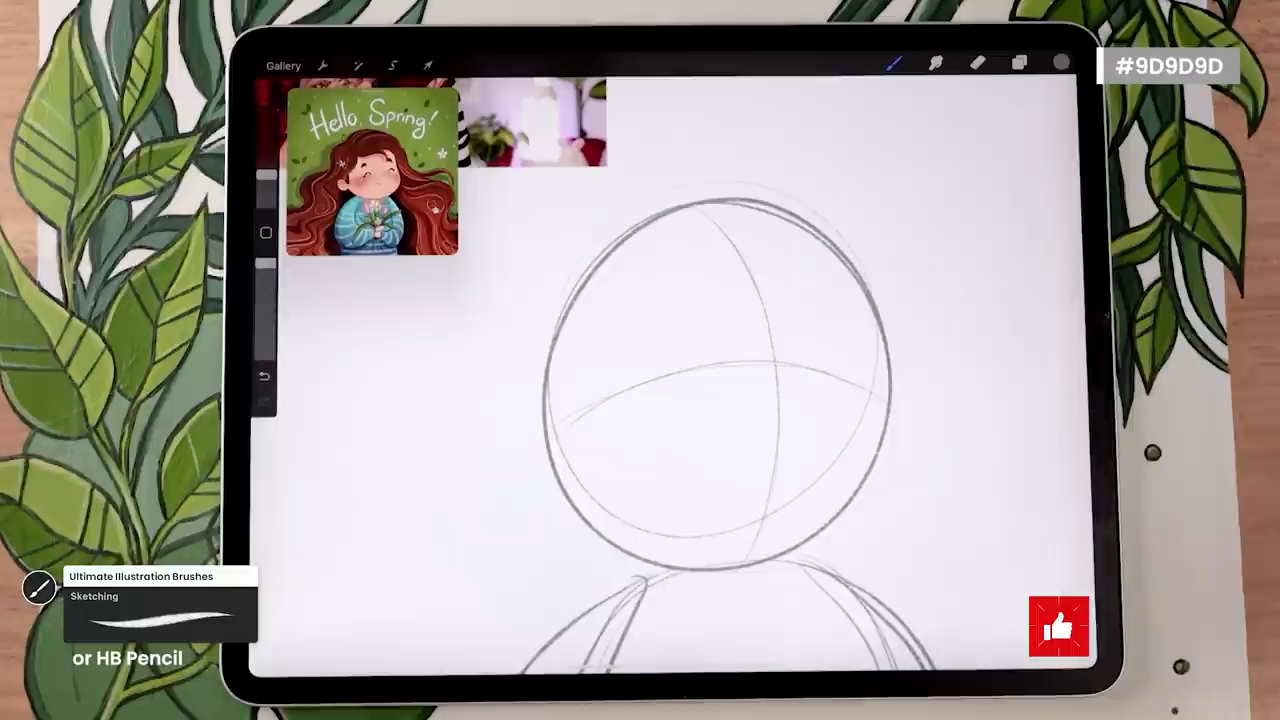 Gallery
#9D9D9D
Hello, Spring!
Ultimate Illustration Brushes
Sketching
or HB Pencil